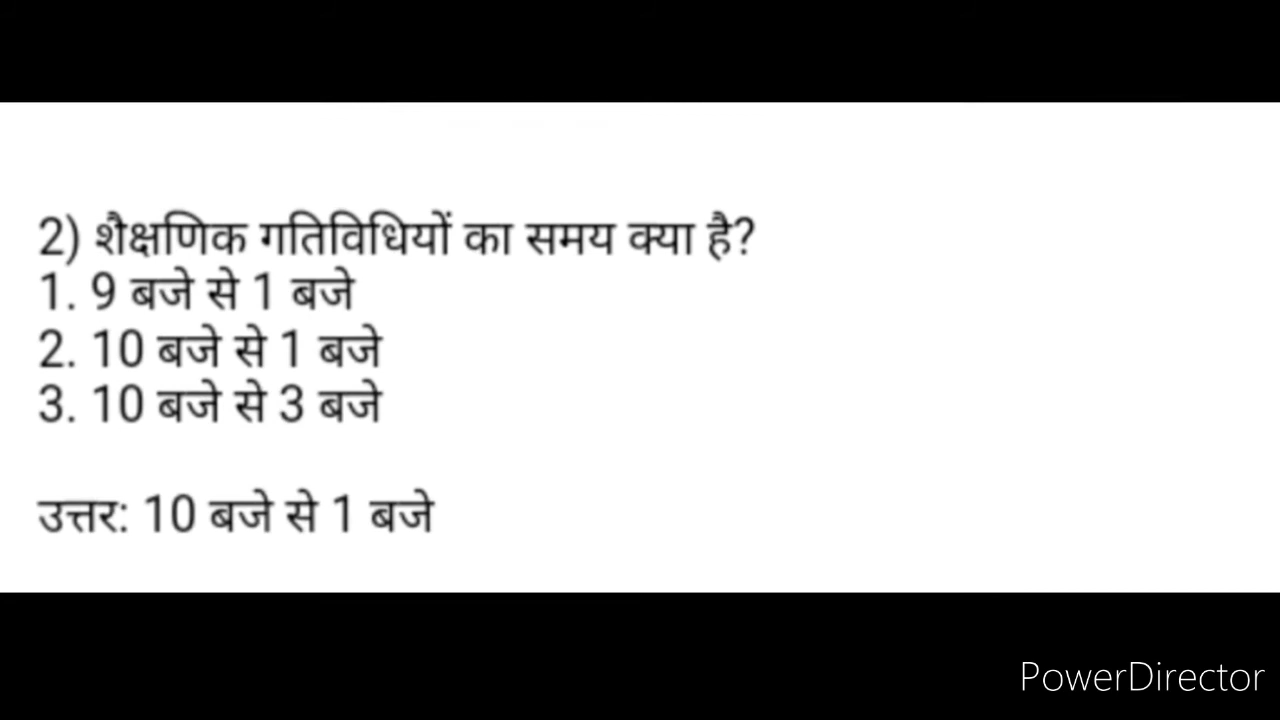 2) शैक्षणिक गतिविधियों का समय क्या है?
1. 9 बजे से 1 बजे
2. 10 बजे से 1 बजे
3. 10 बजे से 3 बजे
उत्तर: 10 बजे से 1 बजे
PowerDirector